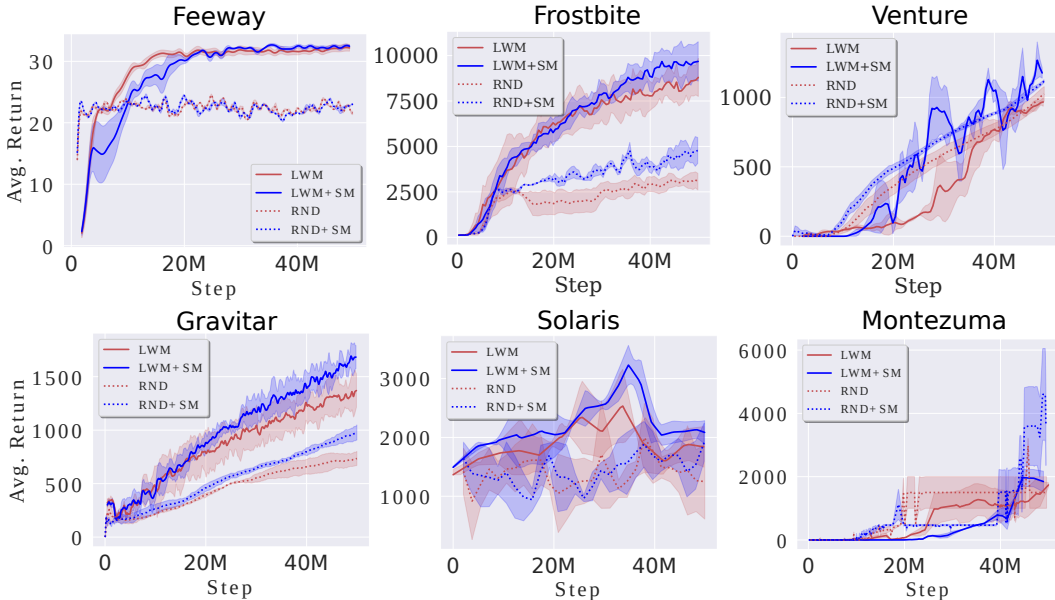 Feeway
Avg. Return
30
20
10
0
LWM
LWM+SM
RND
RND+SM
0 20M 40M
Step
Frostbite
10000
7500
5000
2500
0
LWM
LWM+SM
RND
RND+SM
0 20M 40M
Step
Venture
1000
500
0
LWM
LWM+SM
RND
RND+SM
0 20M 40M
Step
Gravitar
Avg. Return
1500
1000
500
0
LWM
LWM+SM
RND
RND+SM
0 20M 40M
Step
Solaris
3000
2000
1000
LWM
LWM+SM
RND
RND+SM
0 20M 40M
Step
Montezuma
6000
4000
2000
0
LWM
LWM+SM
RND
RND+SM
0 20M 40M
Step